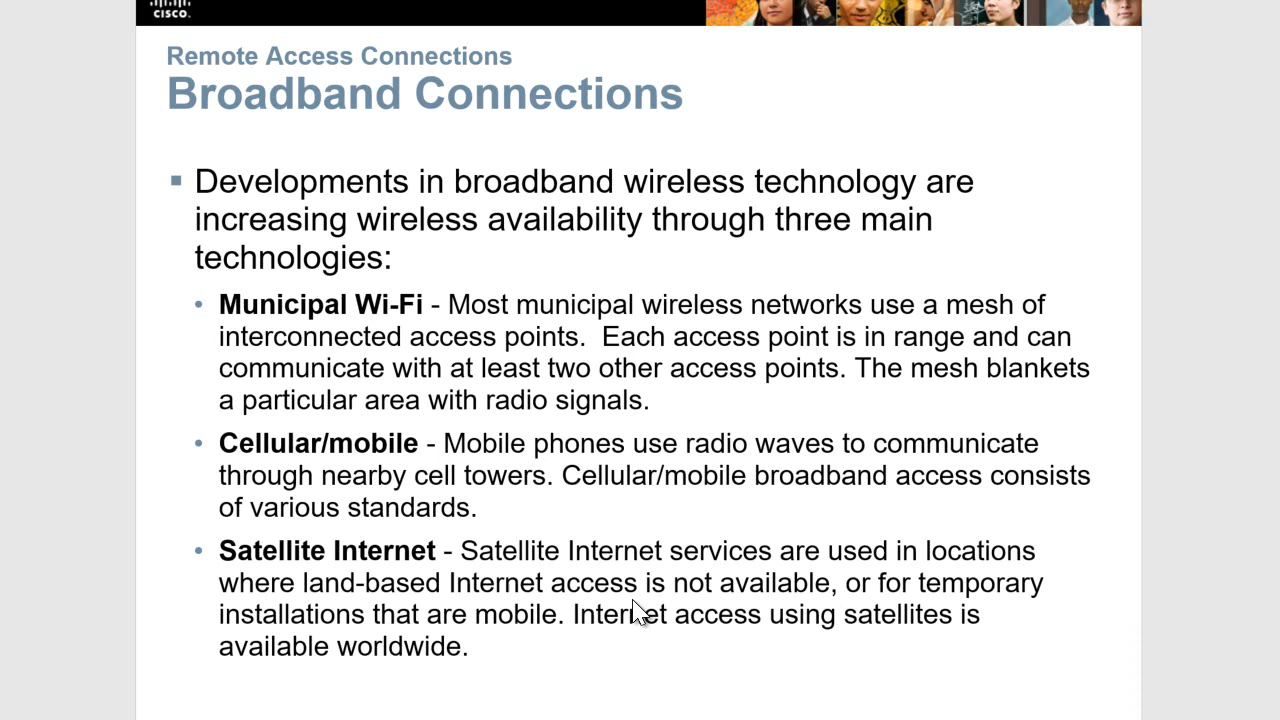 CISCO.
Remote Access Connections
Broadband Connections
Developments in broadband wireless technology are
increasing wireless availability through three main
technologies:
Municipal Wi-Fi - Most municipal wireless networks use a mesh of
interconnected access points.  Each access point is in range and can
communicate with at least two other access points. The mesh blankets
a particular area with radio signals.
Cellular/mobile - Mobile phones use radio waves to communicate
through nearby cell towers. Cellular/mobile broadband access consists
of various standards.
Satellite Internet - Satellite Internet services are used in locations
where land-based Internet access is not available, or for temporary
installations that are mobile. Internet access using satellites is
available worldwide.